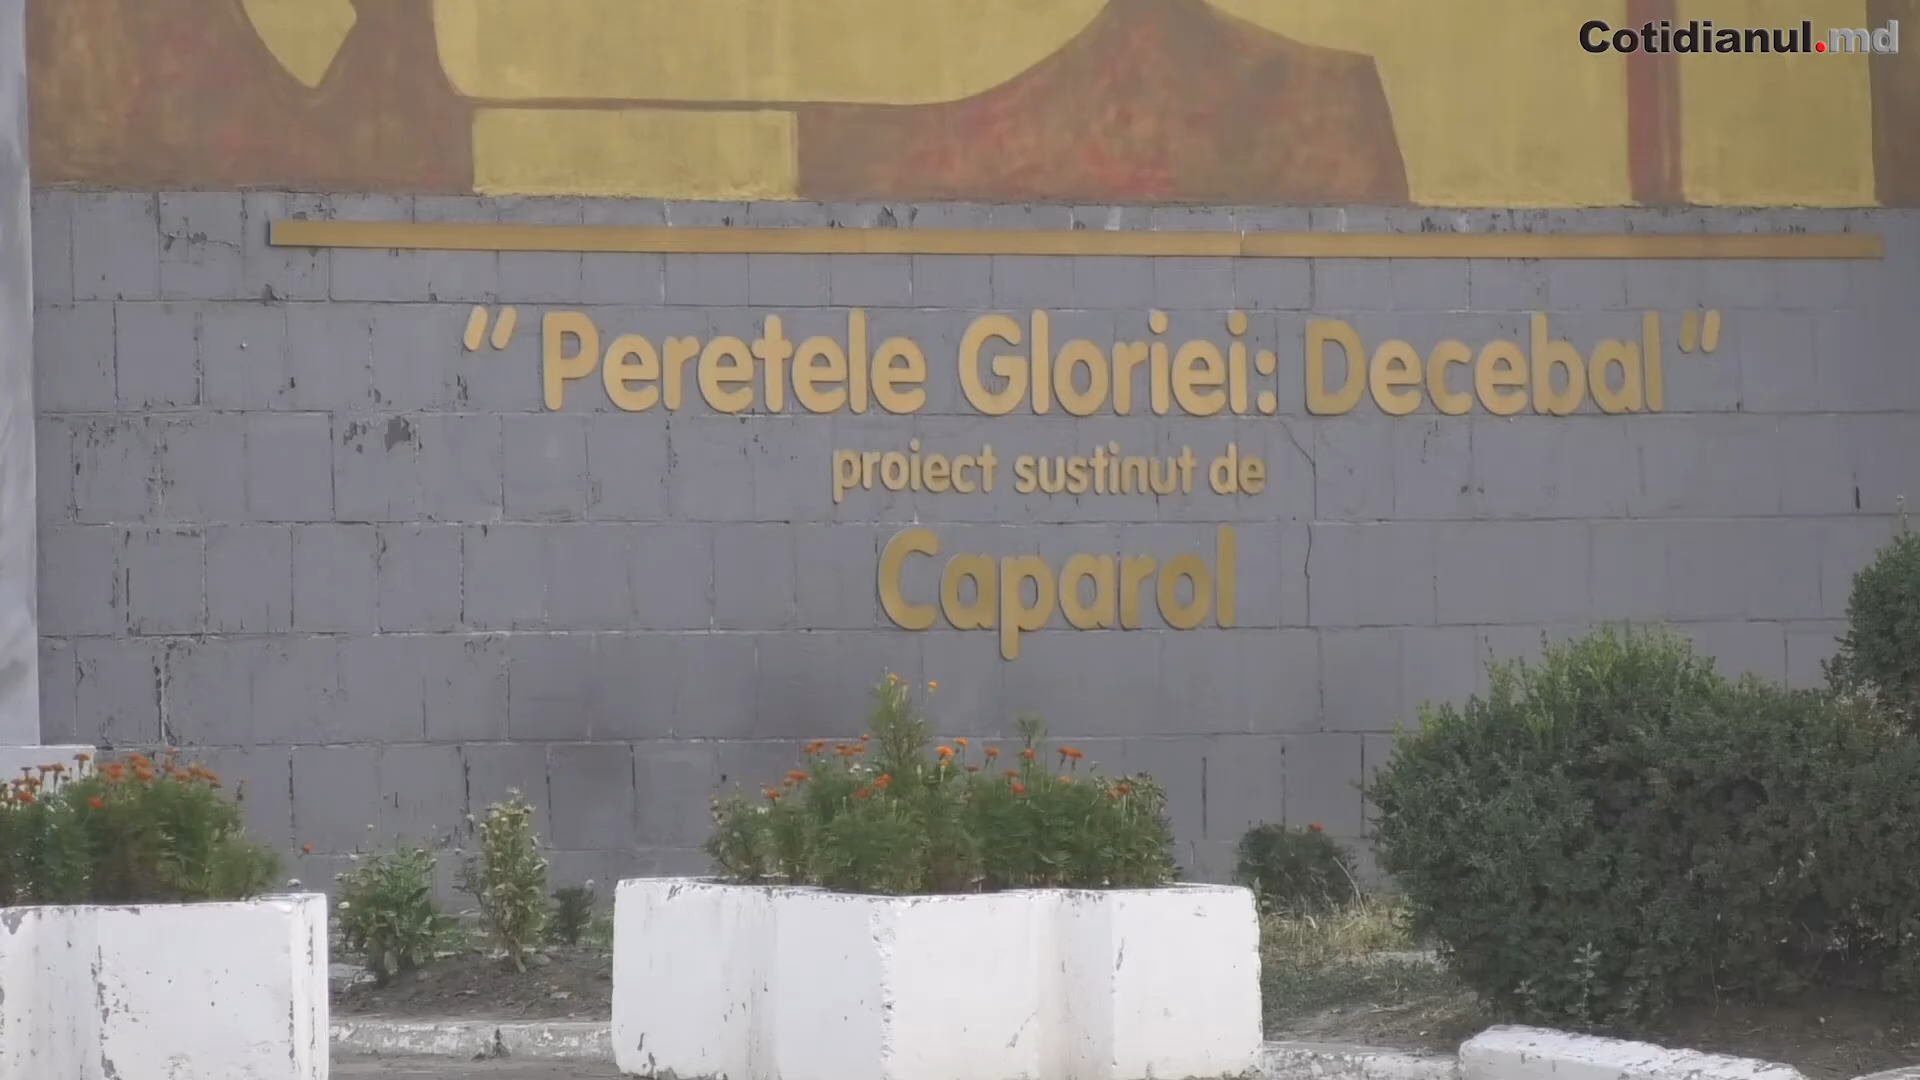 Cotidianul.md
"Peretele Gloriei: Decebal"
proiect sustinut de
Caparol